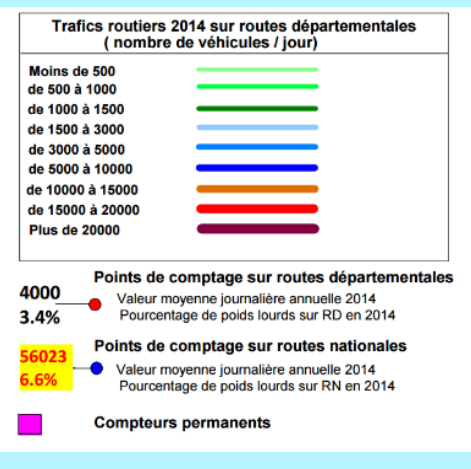 Trafics routiers 2014 sur routes départementales
( nombre de véhicules / jour)
Moins de 500
de 500 à 1000
de 1000 à 1500
de 1500 à 3000
de 3000 à 5000
de 5000 à 10000
de 10000 à 15000
de 15000 à 20000
Plus de 20000
Points de comptage sur routes départementales
4000
Valeur moyenne journalière annuelle 2014
3.4%
Pourcentage de poids lourds sur RD en 2014
Points de comptage sur routes nationales
56023
Valeur moyenne journalière annuelle 2014
6.6%
Pourcentage de poids lourds sur RN en 2014
Compteurs permanents